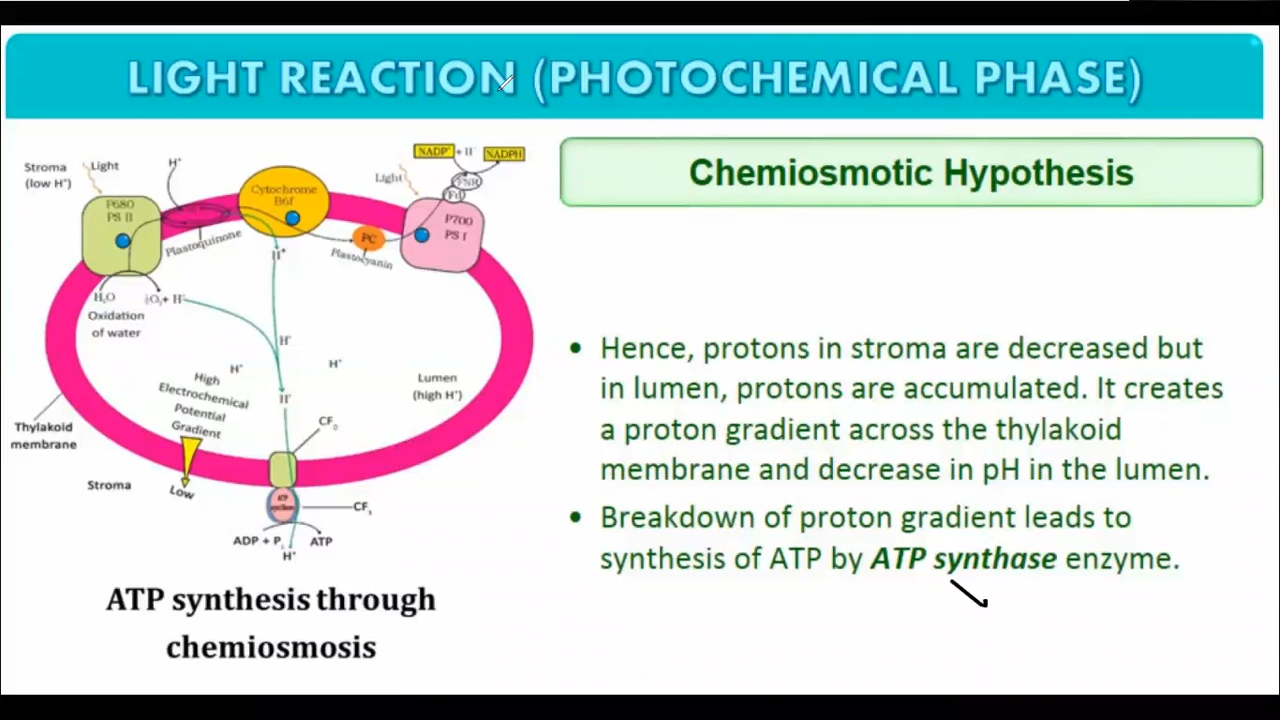 LIGHT REACTION (PHOTOCHEMICAL PHASE)
Stroma
(low H⁺)
Light
H⁺
Cytochrome
B6f
Light
NADP⁺ + H⁺
NADPH
FNR
Fd
P680
PS II
Plastoquinone
PC
Plastocyanin
P700
PS I
H⁺
H₂O
½O₂ + H⁺
Oxidation
of water
H⁺
H⁺
H⁺
H⁺
High
Electrochemical
Potential
Gradient
Low
Lumen
(high H⁺)
Thylakoid
membrane
Stroma
CF₀
ATP
synthase
CF₁
ADP + Pᵢ
ATP
H⁺
ATP synthesis through
chemiosmosis
Chemiosmotic Hypothesis
• Hence, protons in stroma are decreased but
in lumen, protons are accumulated. It creates
a proton gradient across the thylakoid
membrane and decrease in pH in the lumen.
• Breakdown of proton gradient leads to
synthesis of ATP by ATP synthase enzyme.